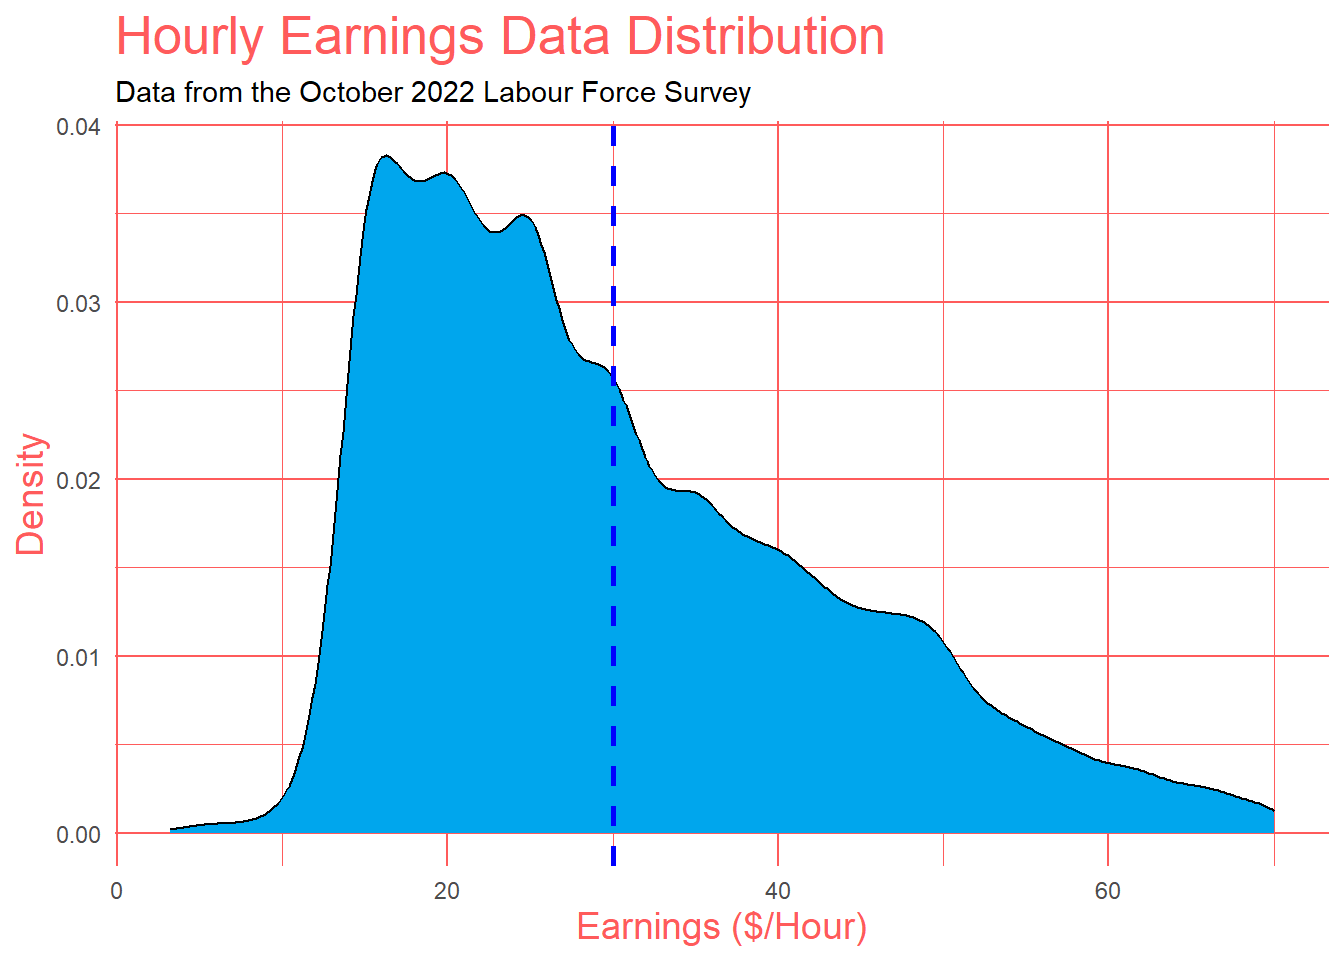 Hourly Earnings Data Distribution
Data from the October 2022 Labour Force Survey
0.04
0.03
0.02
0.01
0.00
Density
0 20 40 60
Earnings ($/Hour)